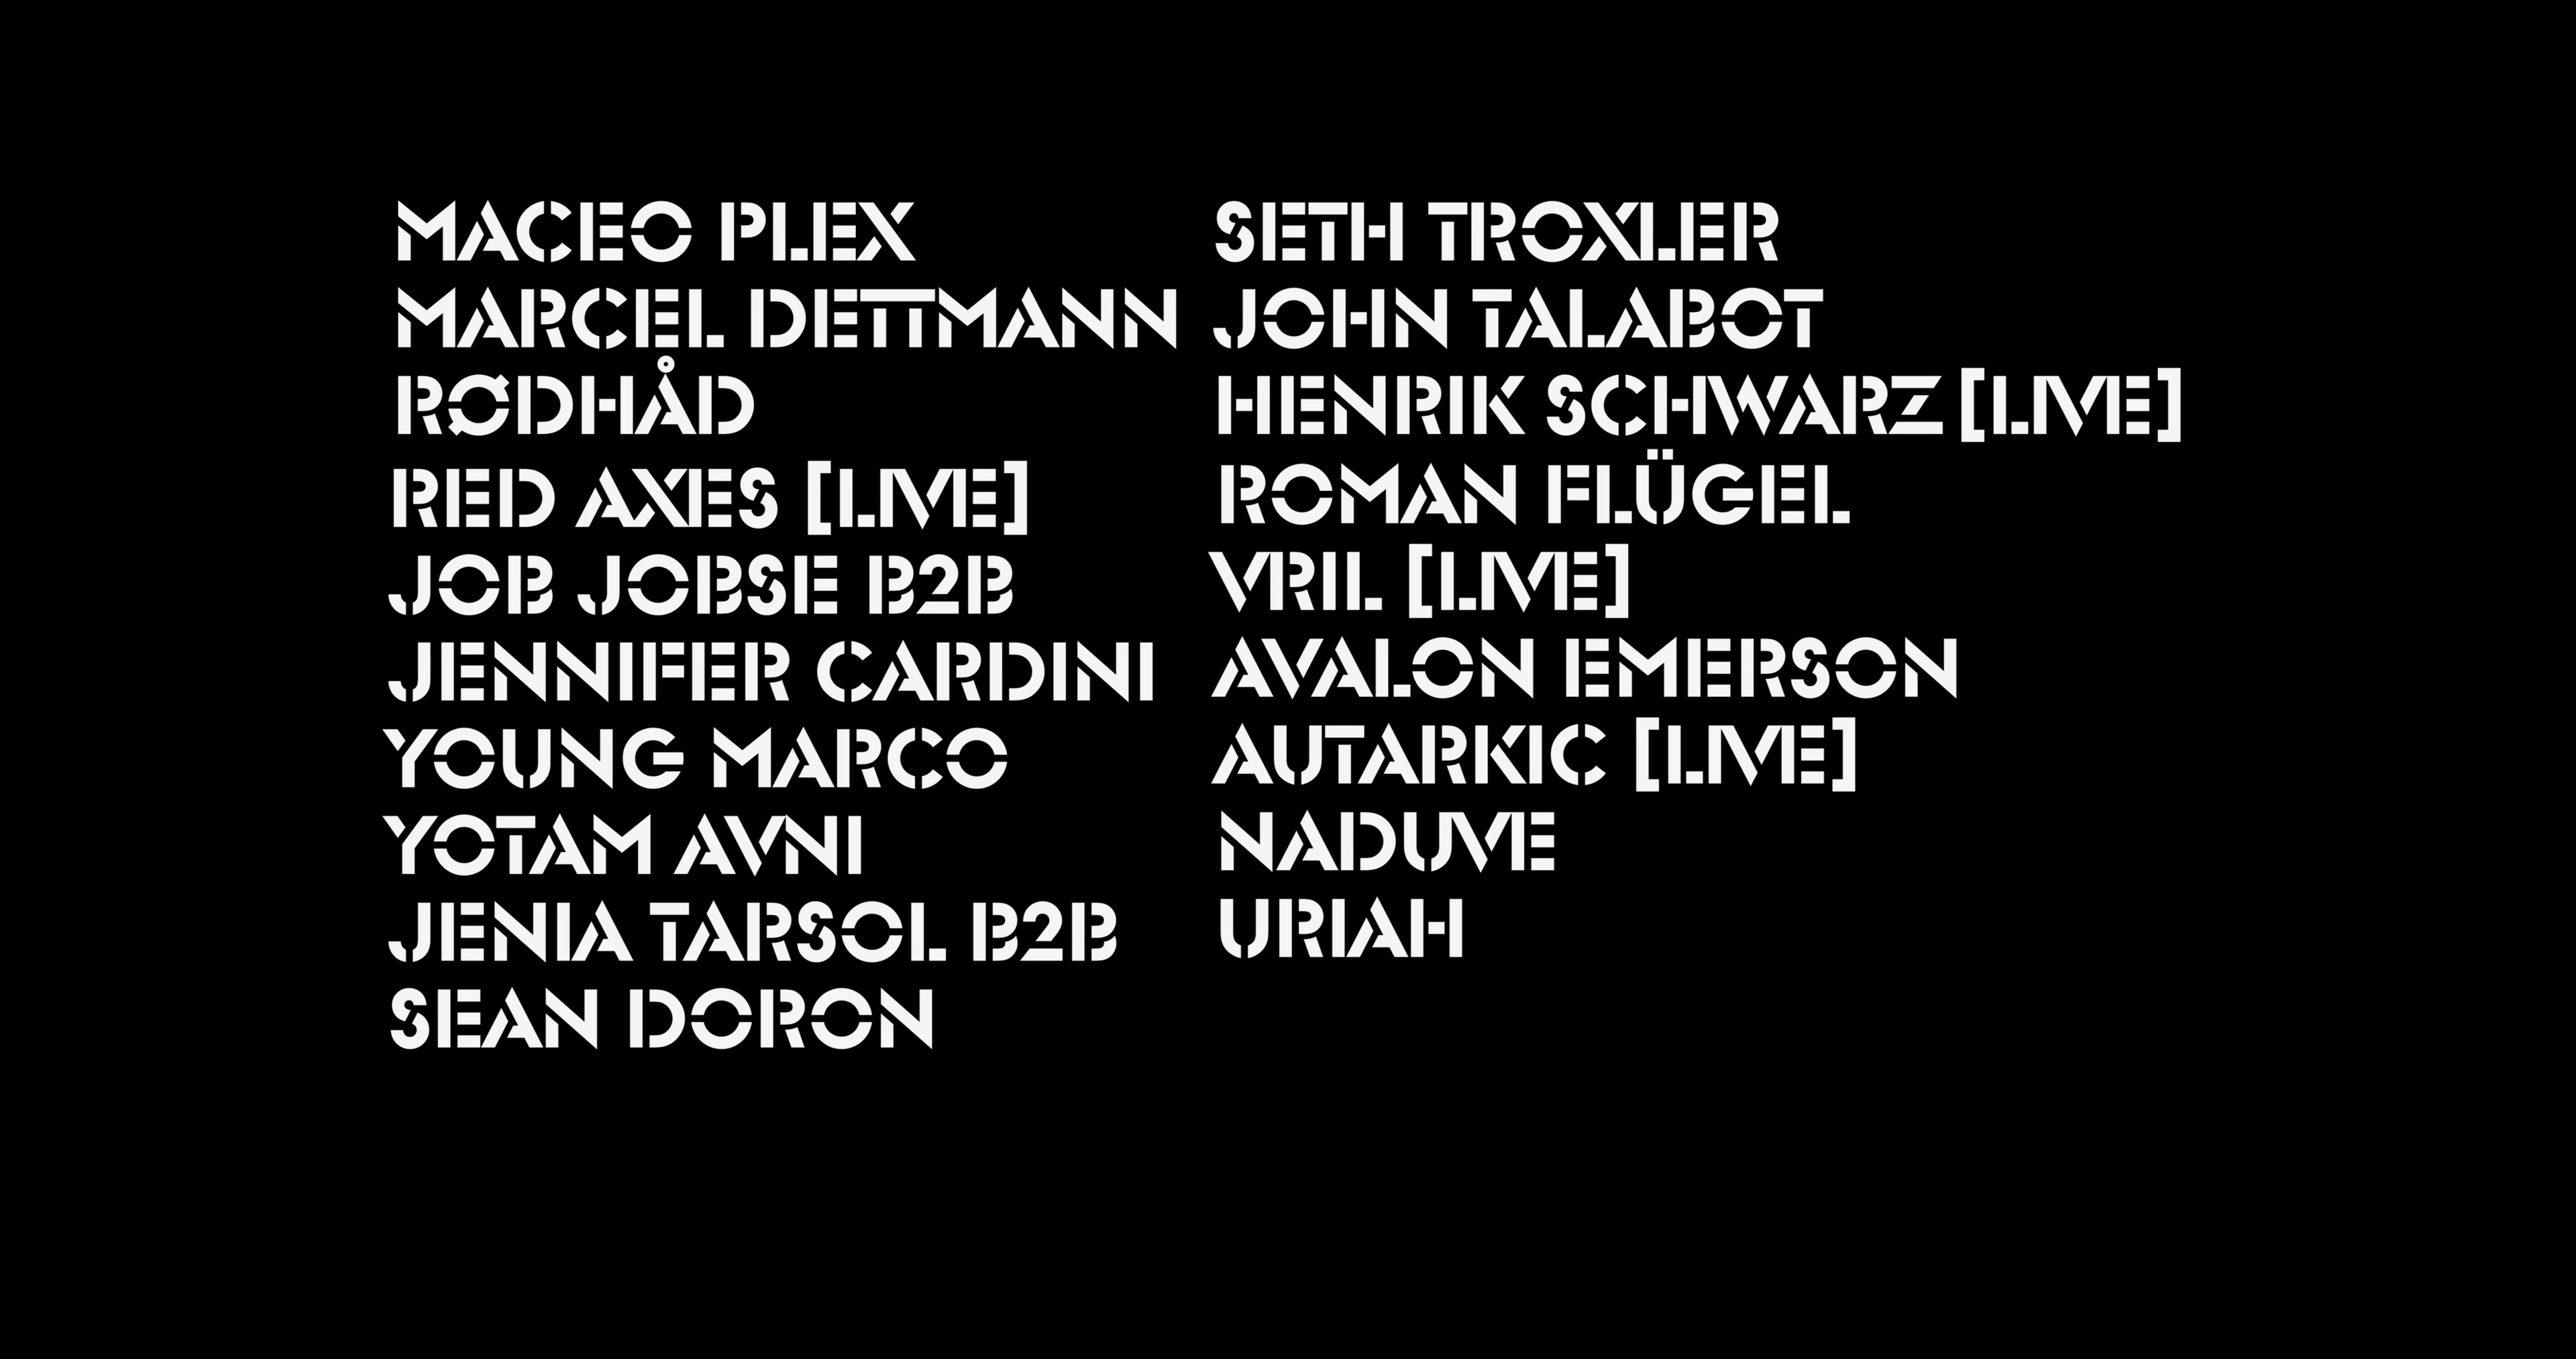 MACEO PLEX
MARCEL DETTMANN
RØDHÅD
RED AXES [LIVE]
JOB JOBSE B2B
JENNIFER CARDINI
YOUNG MARCO
YOTAM AVNI
JENIA TARSOL B2B
SEAN DORON
SETH TROXLER
JOHN TALABOT
HENRIK SCHWARZ [LIVE]
ROMAN FLÜGEL
VRIL [LIVE]
AVALON EMERSON
AUTARKIC [LIVE]
NADUVE
URIAH